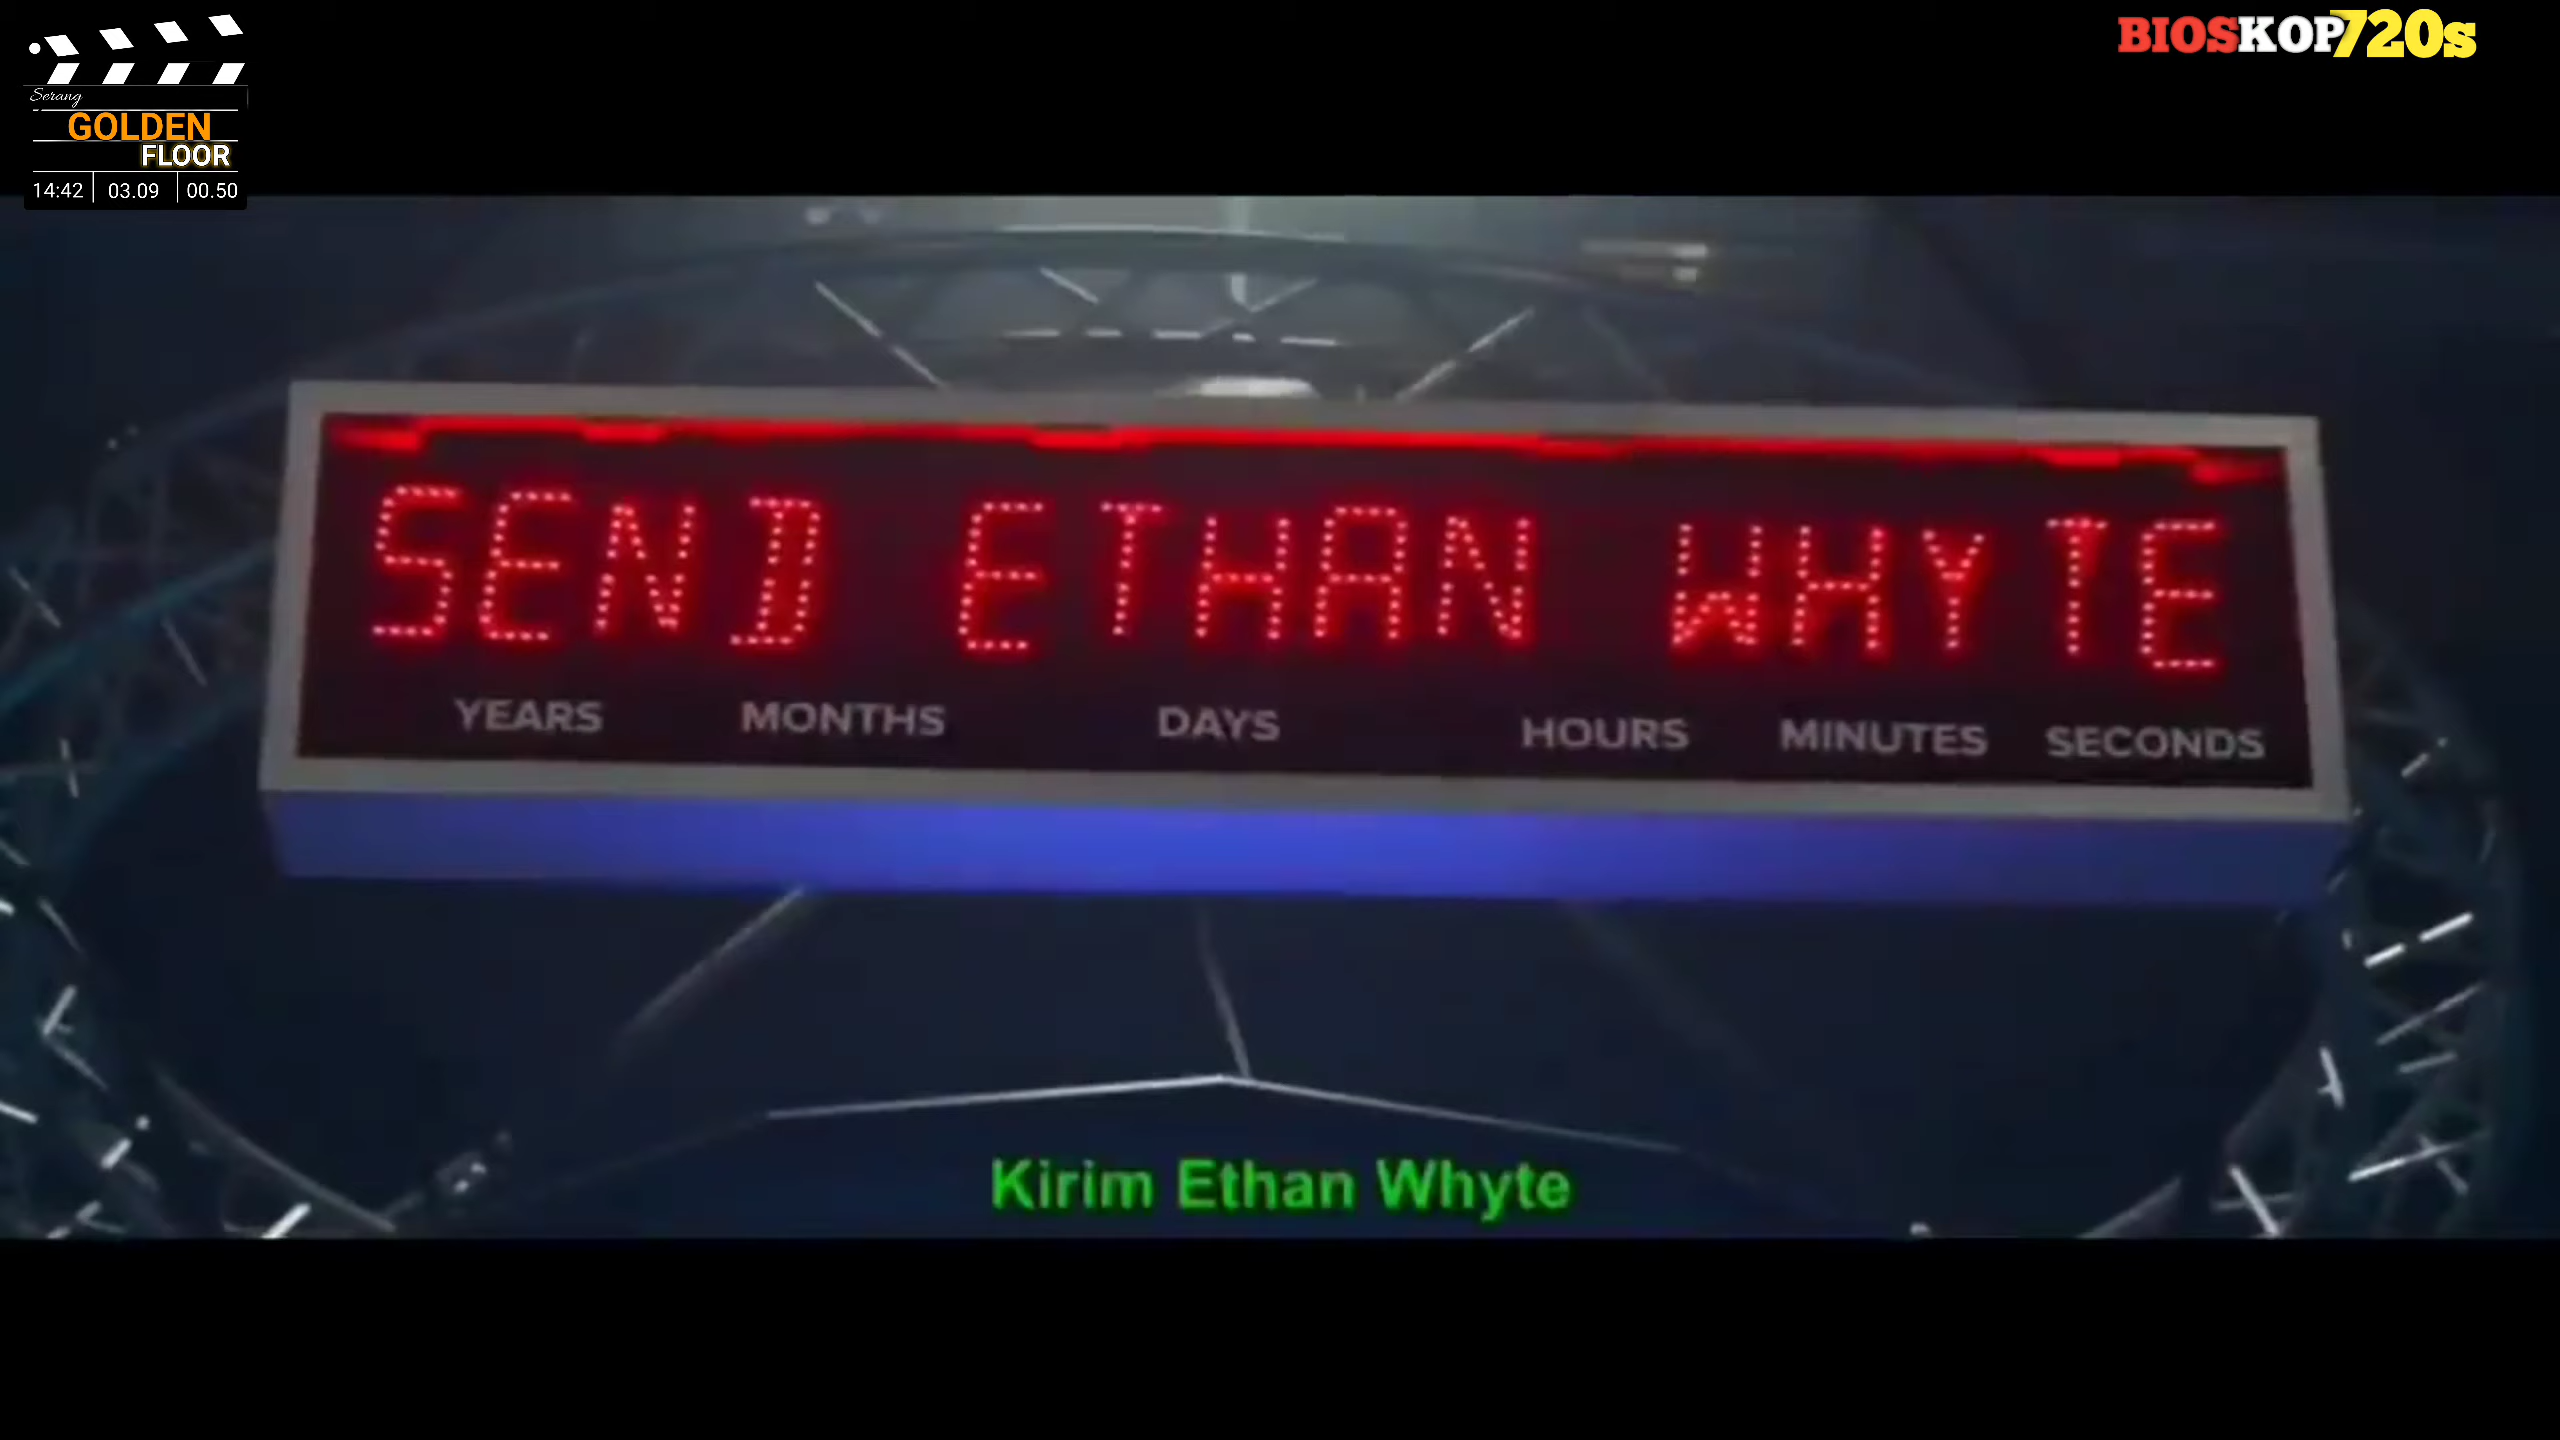 Serang
GOLDEN
FLOOR
14:42 03.09 00.50
BIOSKOP720s
SEND ETHAN WHYTE
YEARS MONTHS DAYS HOURS MINUTES SECONDS
Kirim Ethan Whyte